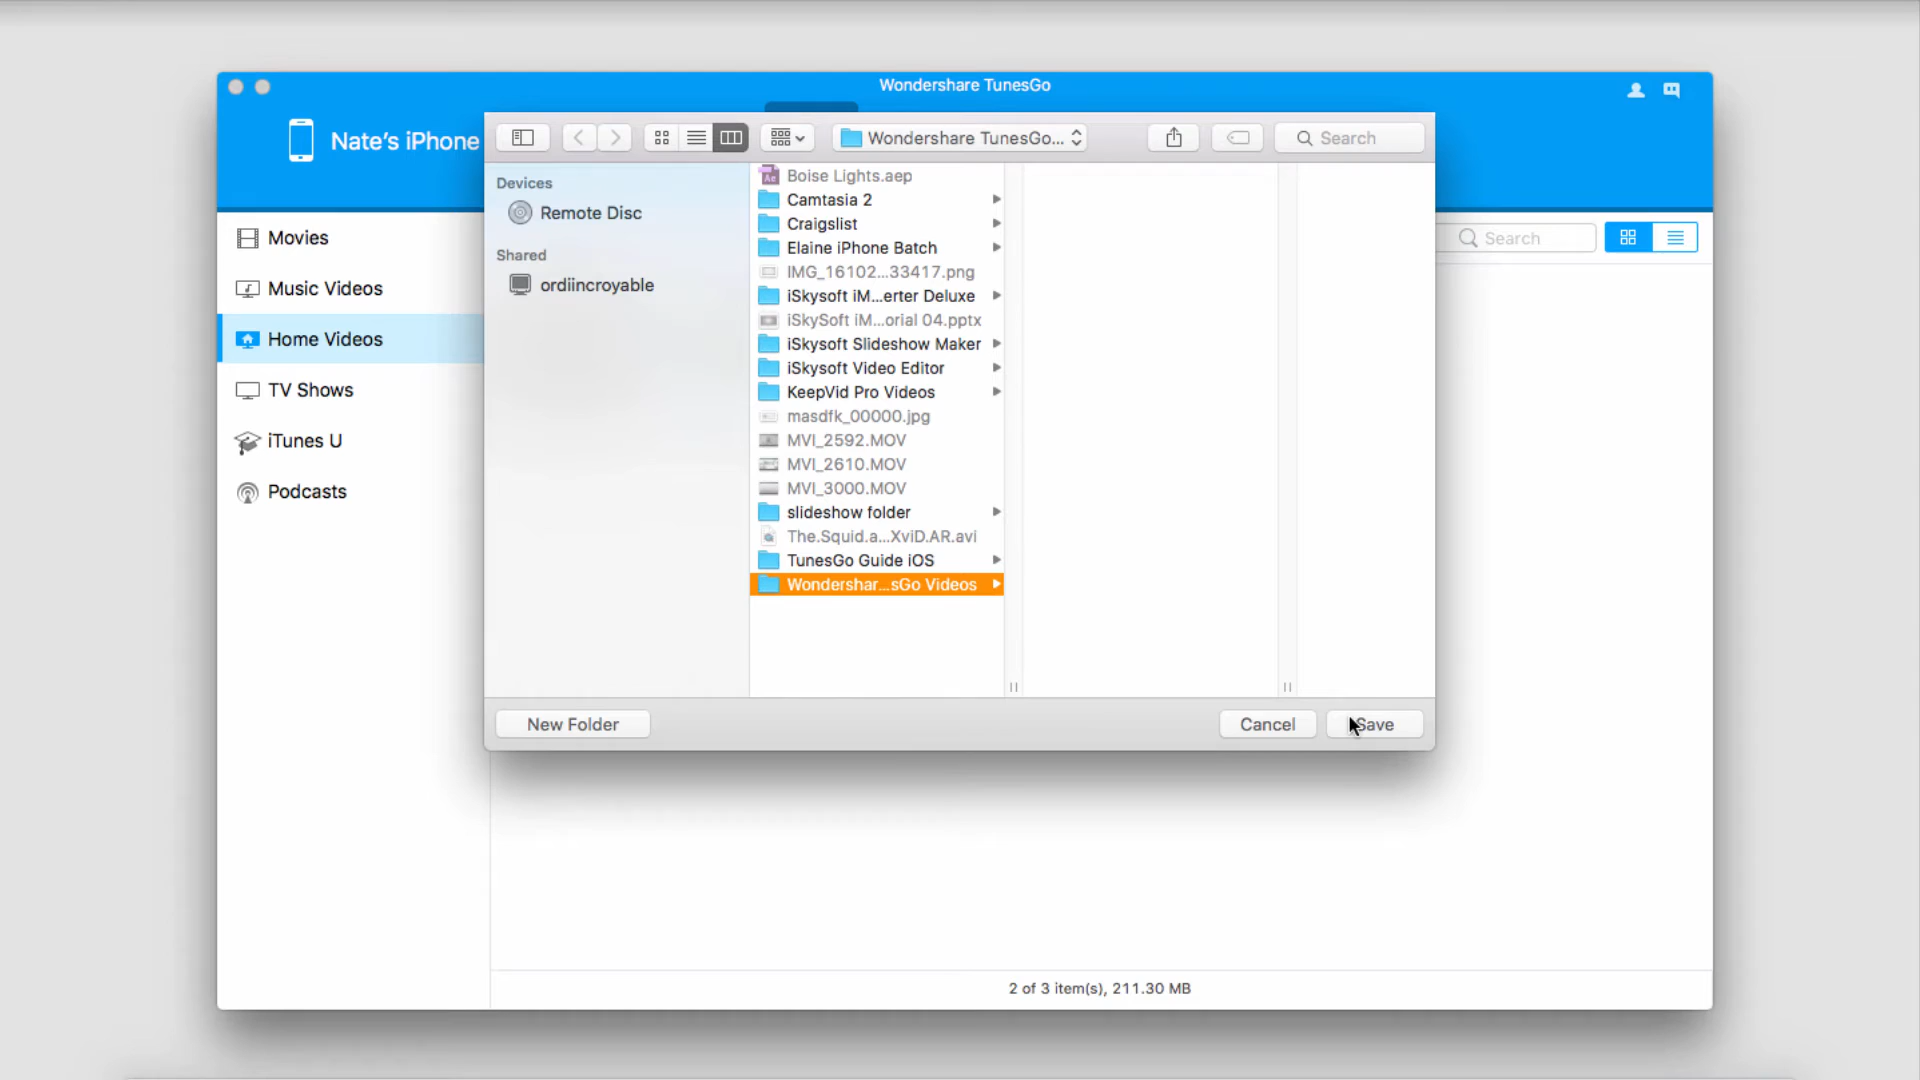 Wondershare TunesGo
Nate's iPhone
Wondershare TunesGo...
Search
Devices
Remote Disc
Shared
ordiincroyable
Boise Lights.aep
Camtasia 2
Craigslist
Elaine iPhone Batch
IMG_16102...33417.png
iSkysoft iM...erter Deluxe
iSkySoft iM...orial 04.pptx
iSkysoft Slideshow Maker
iSkysoft Video Editor
KeepVid Pro Videos
masdfk_00000.jpg
MVI_2592.MOV
MVI_2610.MOV
MVI_3000.MOV
slideshow folder
The.Squid.a...XviD.AR.avi
TunesGo Guide iOS
Wondershar...sGo Videos
New Folder
Cancel
Save
Movies
Music Videos
Home Videos
TV Shows
iTunes U
Podcasts
Search
2 of 3 item(s), 211.30 MB